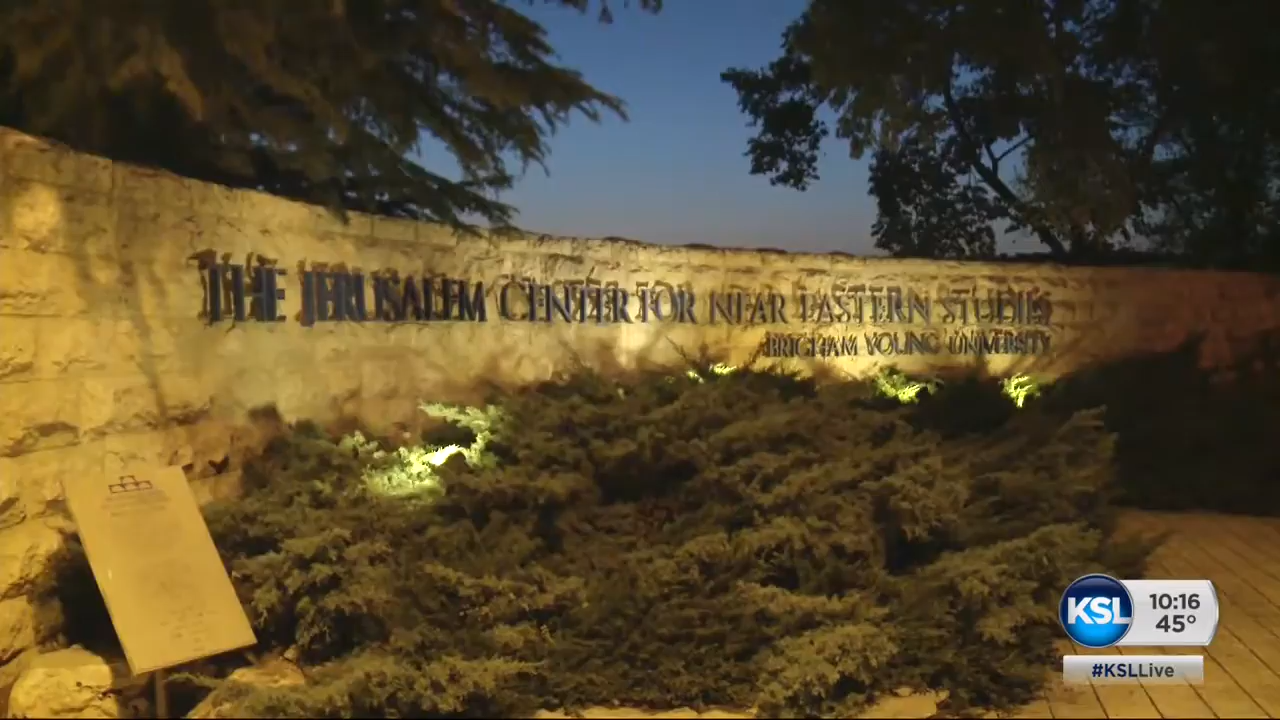 THE JERUSALEM CENTER FOR NEAR EASTERN STUDIES
BRIGHAM YOUNG UNIVERSITY
KSL
10:16
45°
#KSLLive